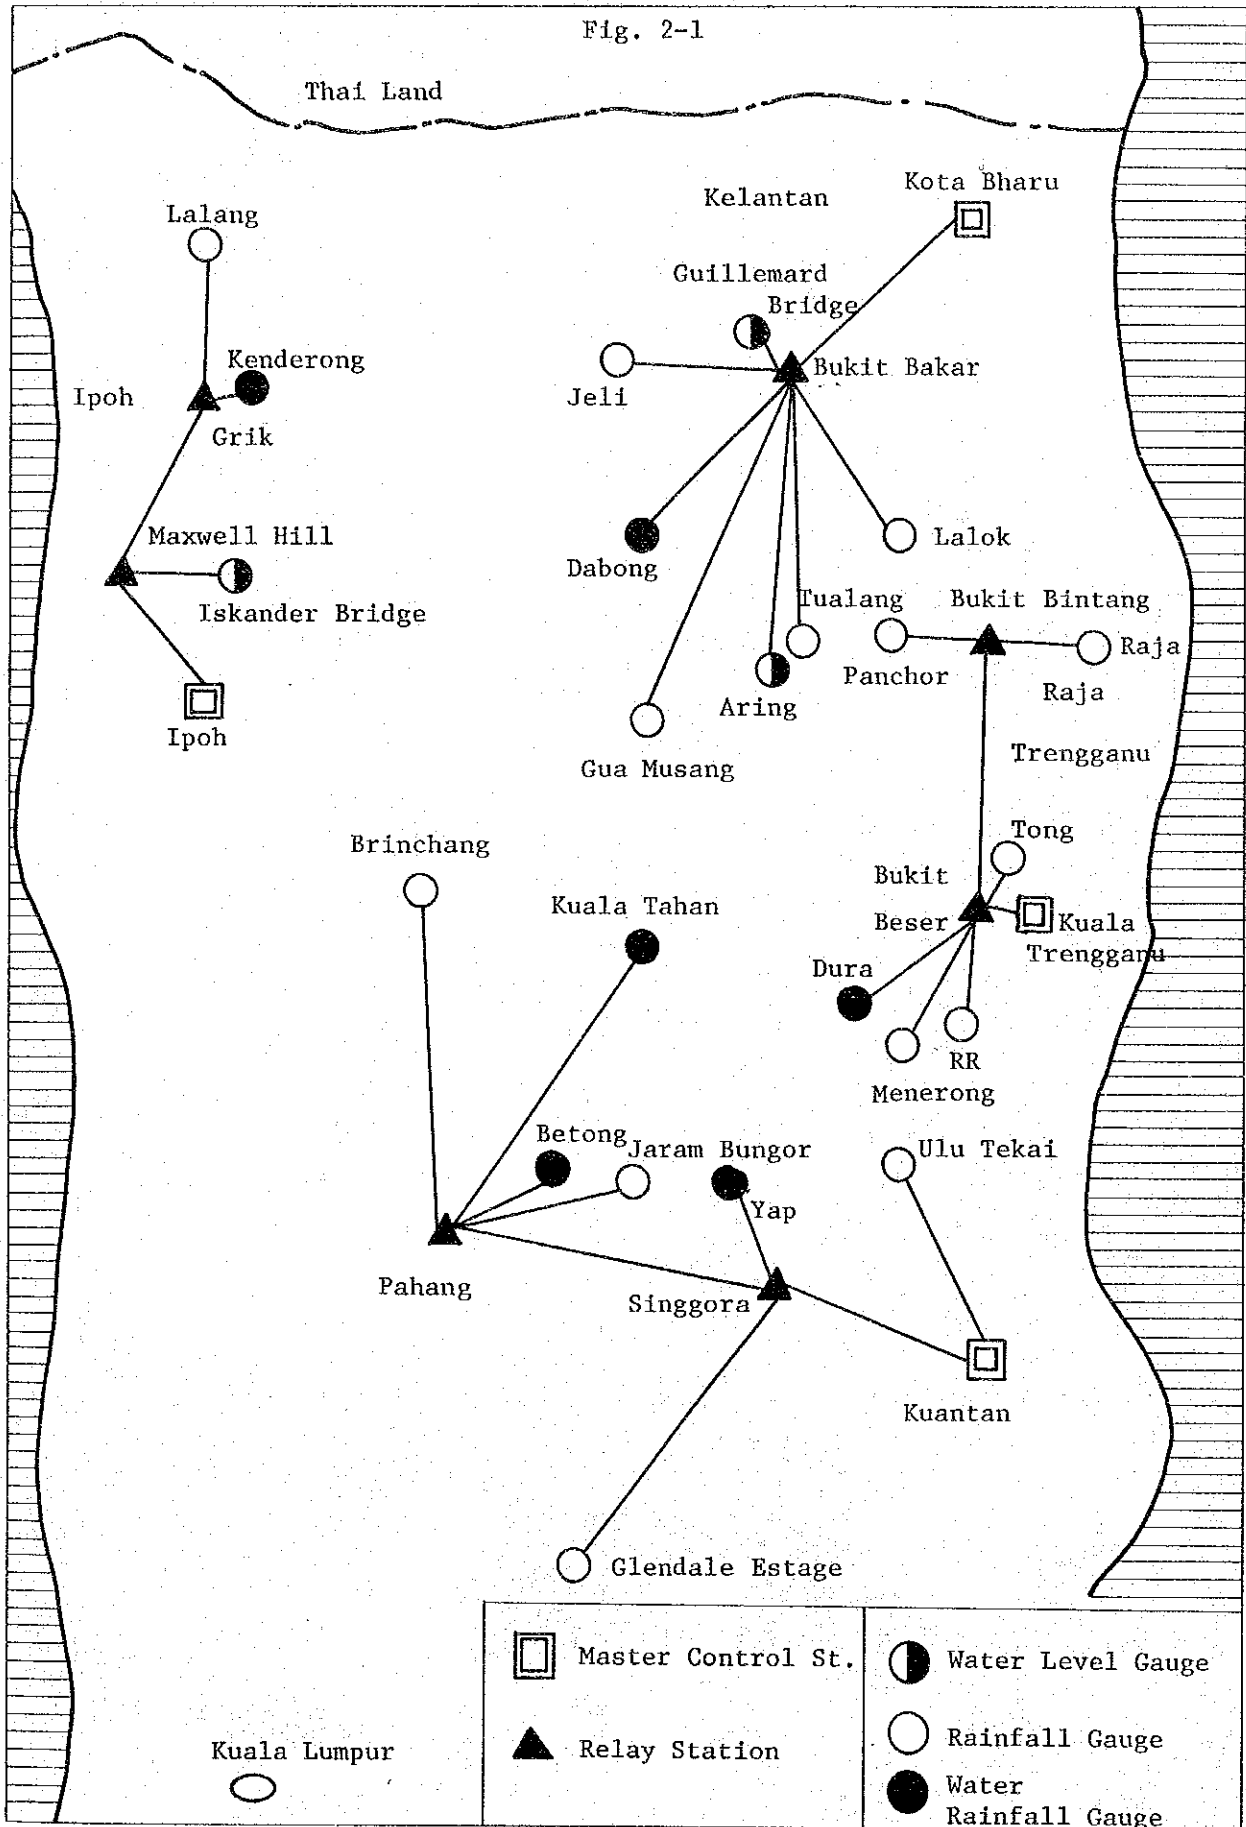 Fig. 2-1
Thai Land
Kota Bharu
Kelantan
Lalang
Guillemard
Bridge
Kenderong
Bukit Bakar
Ipoh
Jeli
Grik
Maxwell Hill
Lalok
Dabong
Iskander Bridge
Tualang
Bukit Bintang
Raja
Panchor
Raja
Aring
Ipoh
Gua Musang
Trengganu
Tong
Brinchang
Bukit
Beser
Kuala Tahan
Kuala
Trengganu
Dura
RR
Menerong
Betong
Jaram Bungor
Ulu Tekai
Yap
Pahang
Singgora
Kuantan
Glendale Estage
Master Control St.
Relay Station
Water Level Gauge
Rainfall Gauge
Water
Rainfall Gauge
Kuala Lumpur